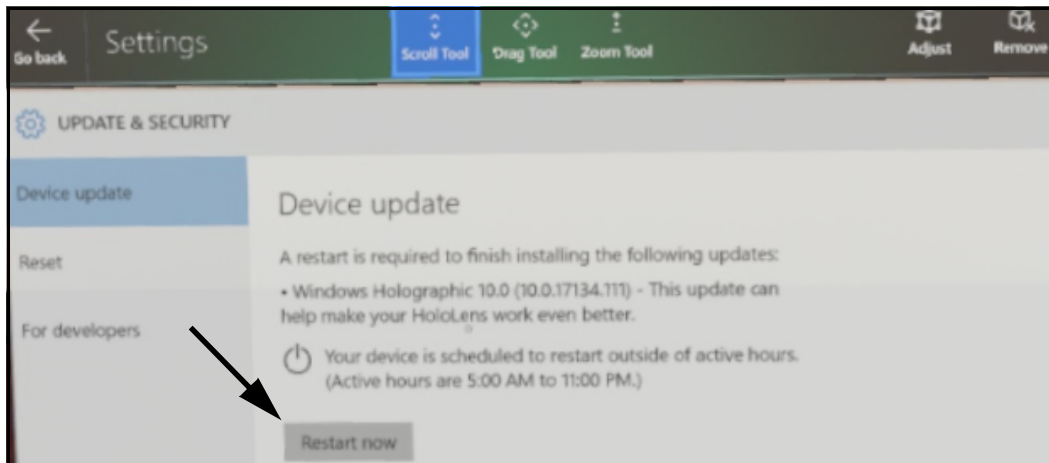 Go back
Settings
Scroll Tool
Drag Tool
Zoom Tool
Adjust
Remove
UPDATE & SECURITY
Device update
Reset
For developers
Device update
A restart is required to finish installing the following updates:
• Windows Holographic 10.0 (10.0.17134.111) - This update can
help make your HoloLens work even better.
Your device is scheduled to restart outside of active hours.
(Active hours are 5:00 AM to 11:00 PM.)
Restart now